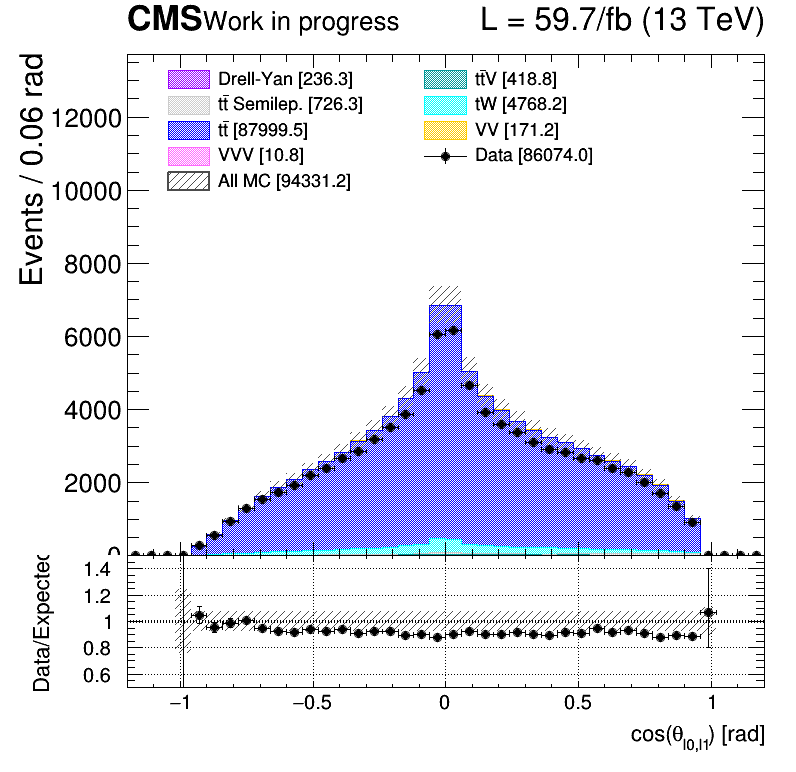 CMS Work in progress L = 59.7/fb (13 TeV)
Events / 0.06 rad
Drell-Yan [236.3]
tt̄ Semilep. [726.3]
tt̄ [87999.5]
VVV [10.8]
All MC [94331.2]
tt̄V [418.8]
tW [4768.2]
VV [171.2]
Data [86074.0]
12000
10000
8000
6000
4000
2000
0
Data/Expected
1.4
1.2
1
0.8
0.6
−1 −0.5 0 0.5 1
cos(θl0,l1) [rad]